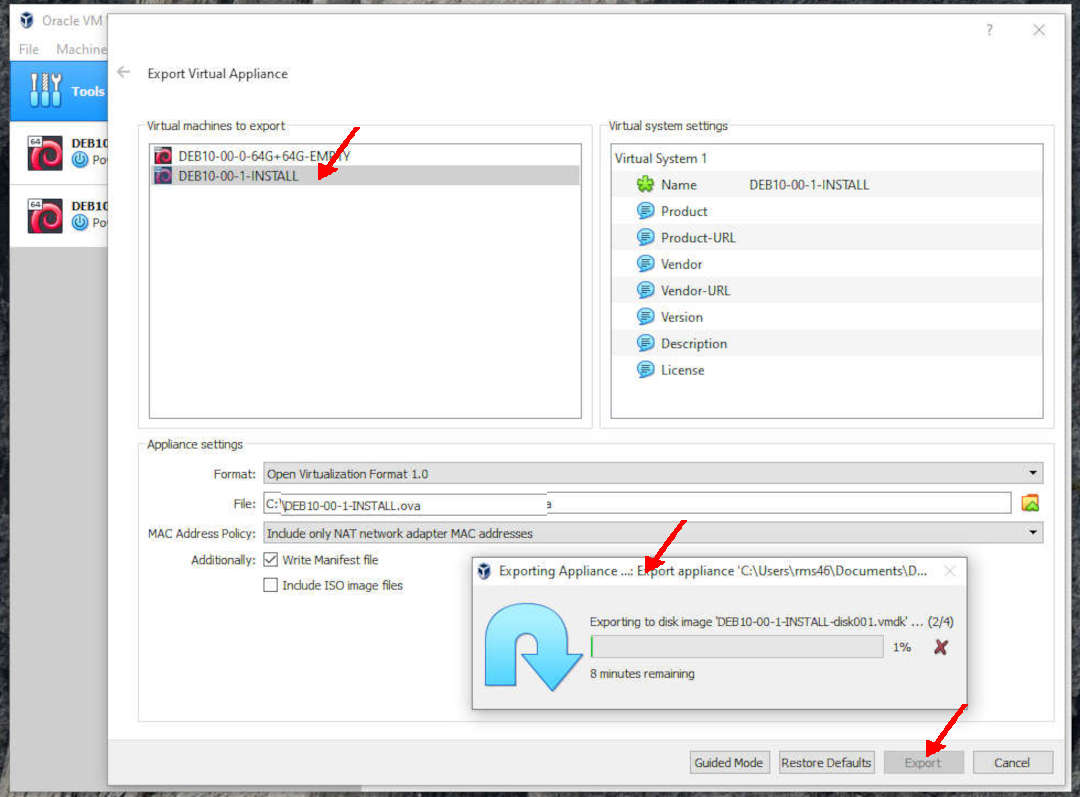 Oracle VM
?
File Machine
Export Virtual Appliance
Tools
64
DEB10
Po
64
DEB10
Po
Virtual machines to export
DEB10-00-0-64G+64G-EMPTY
DEB10-00-1-INSTALL
Virtual system settings
Virtual System 1
Name DEB10-00-1-INSTALL
Product
Product-URL
Vendor
Vendor-URL
Version
Description
License
Appliance settings
Format: Open Virtualization Format 1.0
File: C:\DEB10-00-1-INSTALL.ova
MAC Address Policy: Include only NAT network adapter MAC addresses
Additionally: Write Manifest file
Include ISO image files
Exporting Appliance ...: Export appliance 'C:\Users\rms46\Documents\D...
Exporting to disk image 'DEB10-00-1-INSTALL-disk001.vmdk' ... (2/4)
1%
8 minutes remaining
Guided Mode Restore Defaults Export Cancel